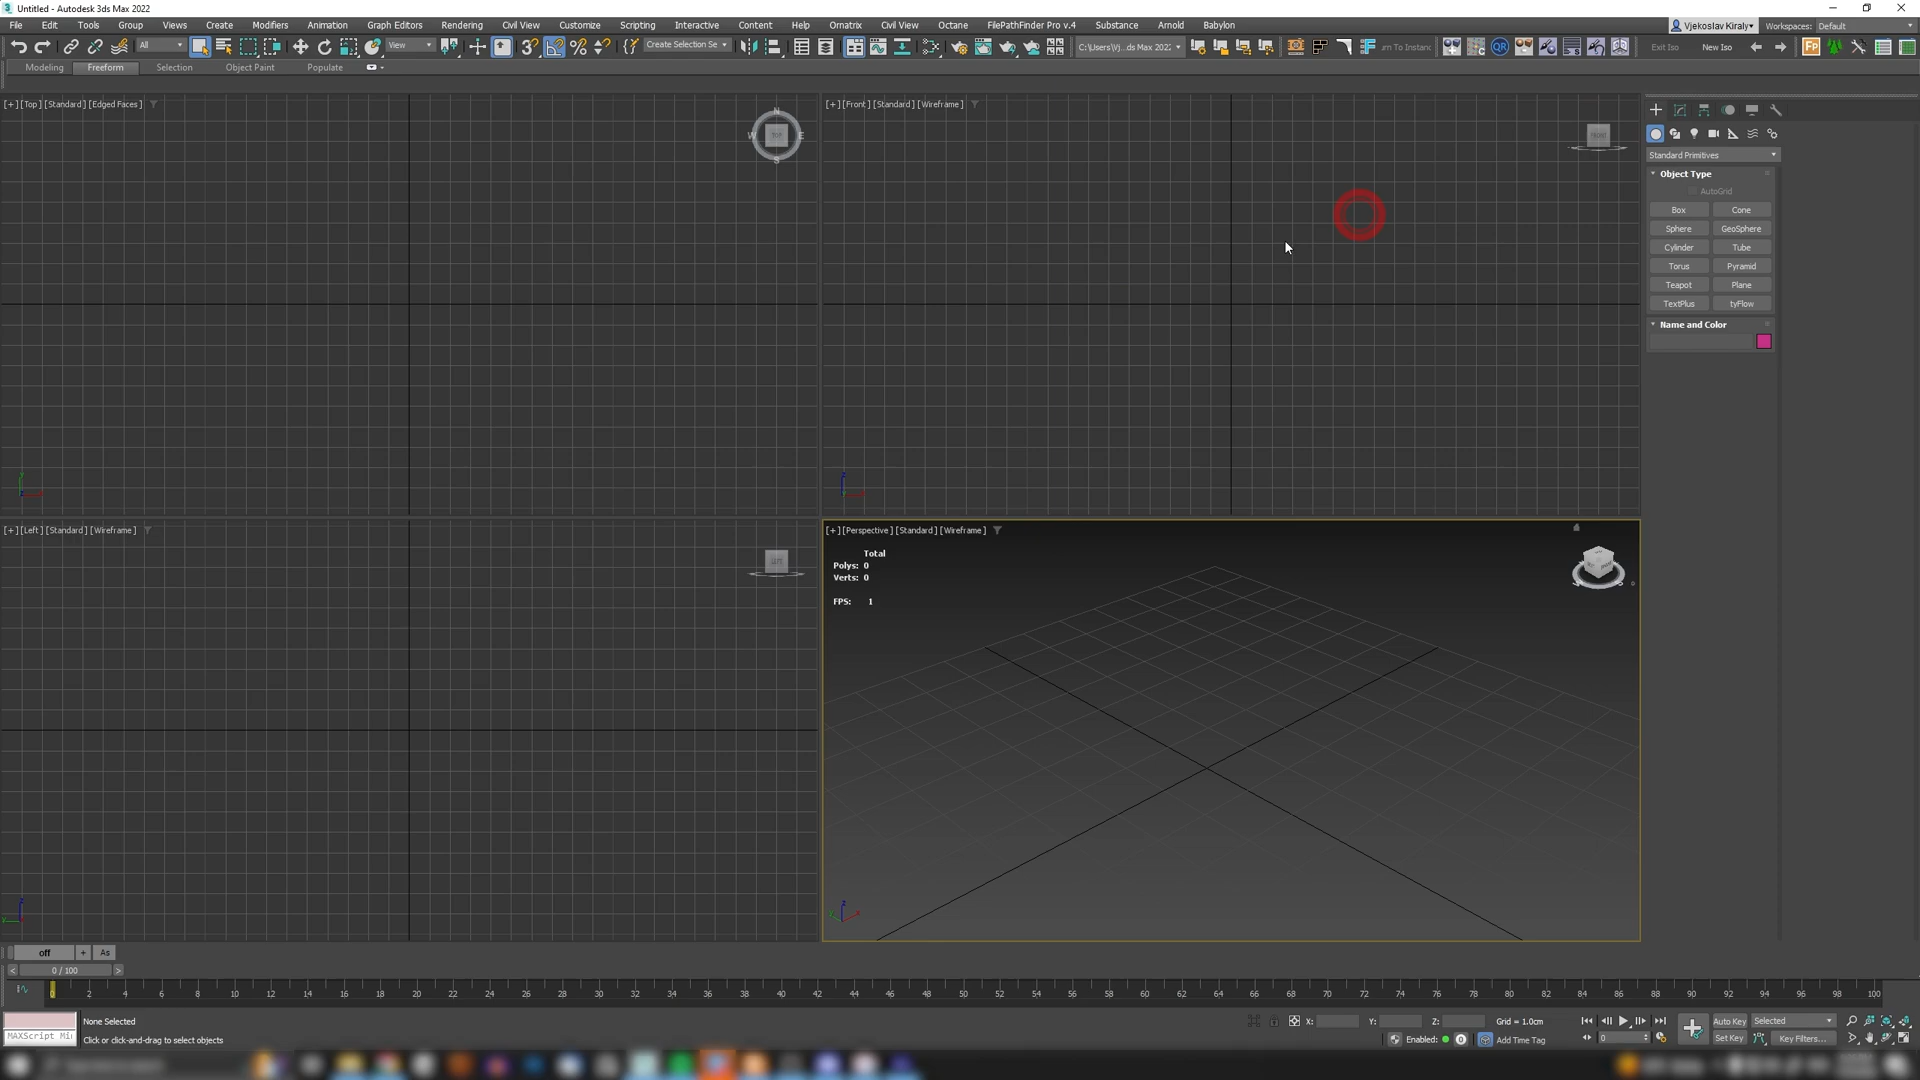 Untitled - Autodesk 3ds Max 2022
File Edit Tools Group Views Create Modifiers Animation Graph Editors Rendering Civil View Customize Scripting Interactive Content Help Ornatrix Civil View Octane FilePathFinder Pro v.4 Substance Arnold Babylon
Vjekoslav Kiraly Workspaces: Default
All View Create Selection Se C:\Users\Vj...ds Max 2022 rn To Instanc Exit Iso New Iso
Modeling Freeform Selection Object Paint Populate
[+] [Top] [Standard] [Edged Faces]
N
W TOP E
S
[+] [Front] [Standard] [Wireframe]
FRONT
Standard Primitives
Object Type
AutoGrid
Box Cone
Sphere GeoSphere
Cylinder Tube
Torus Pyramid
Teapot Plane
TextPlus tyFlow
Name and Color
[+] [Left] [Standard] [Wireframe]
LEFT
[+] [Perspective] [Standard] [Wireframe]
Total
Polys: 0
Verts: 0
FPS: 1
off + As
< 0 / 100 >
0 2 4 6 8 10 12 14 16 18 20 22 24 26 28 30 32 34 36 38 40 42 44 46 48 50 52 54 56 58 60 62 64 66 68 70 72 74 76 78 80 82 84 86 88 90 92 94 96 98 100
None Selected
MAXScript Mi
Click or click-and-drag to select objects
X: Y: Z: Grid = 1.0cm
Enabled: 0 Add Time Tag
Auto Key Selected
0 Set Key Key Filters...